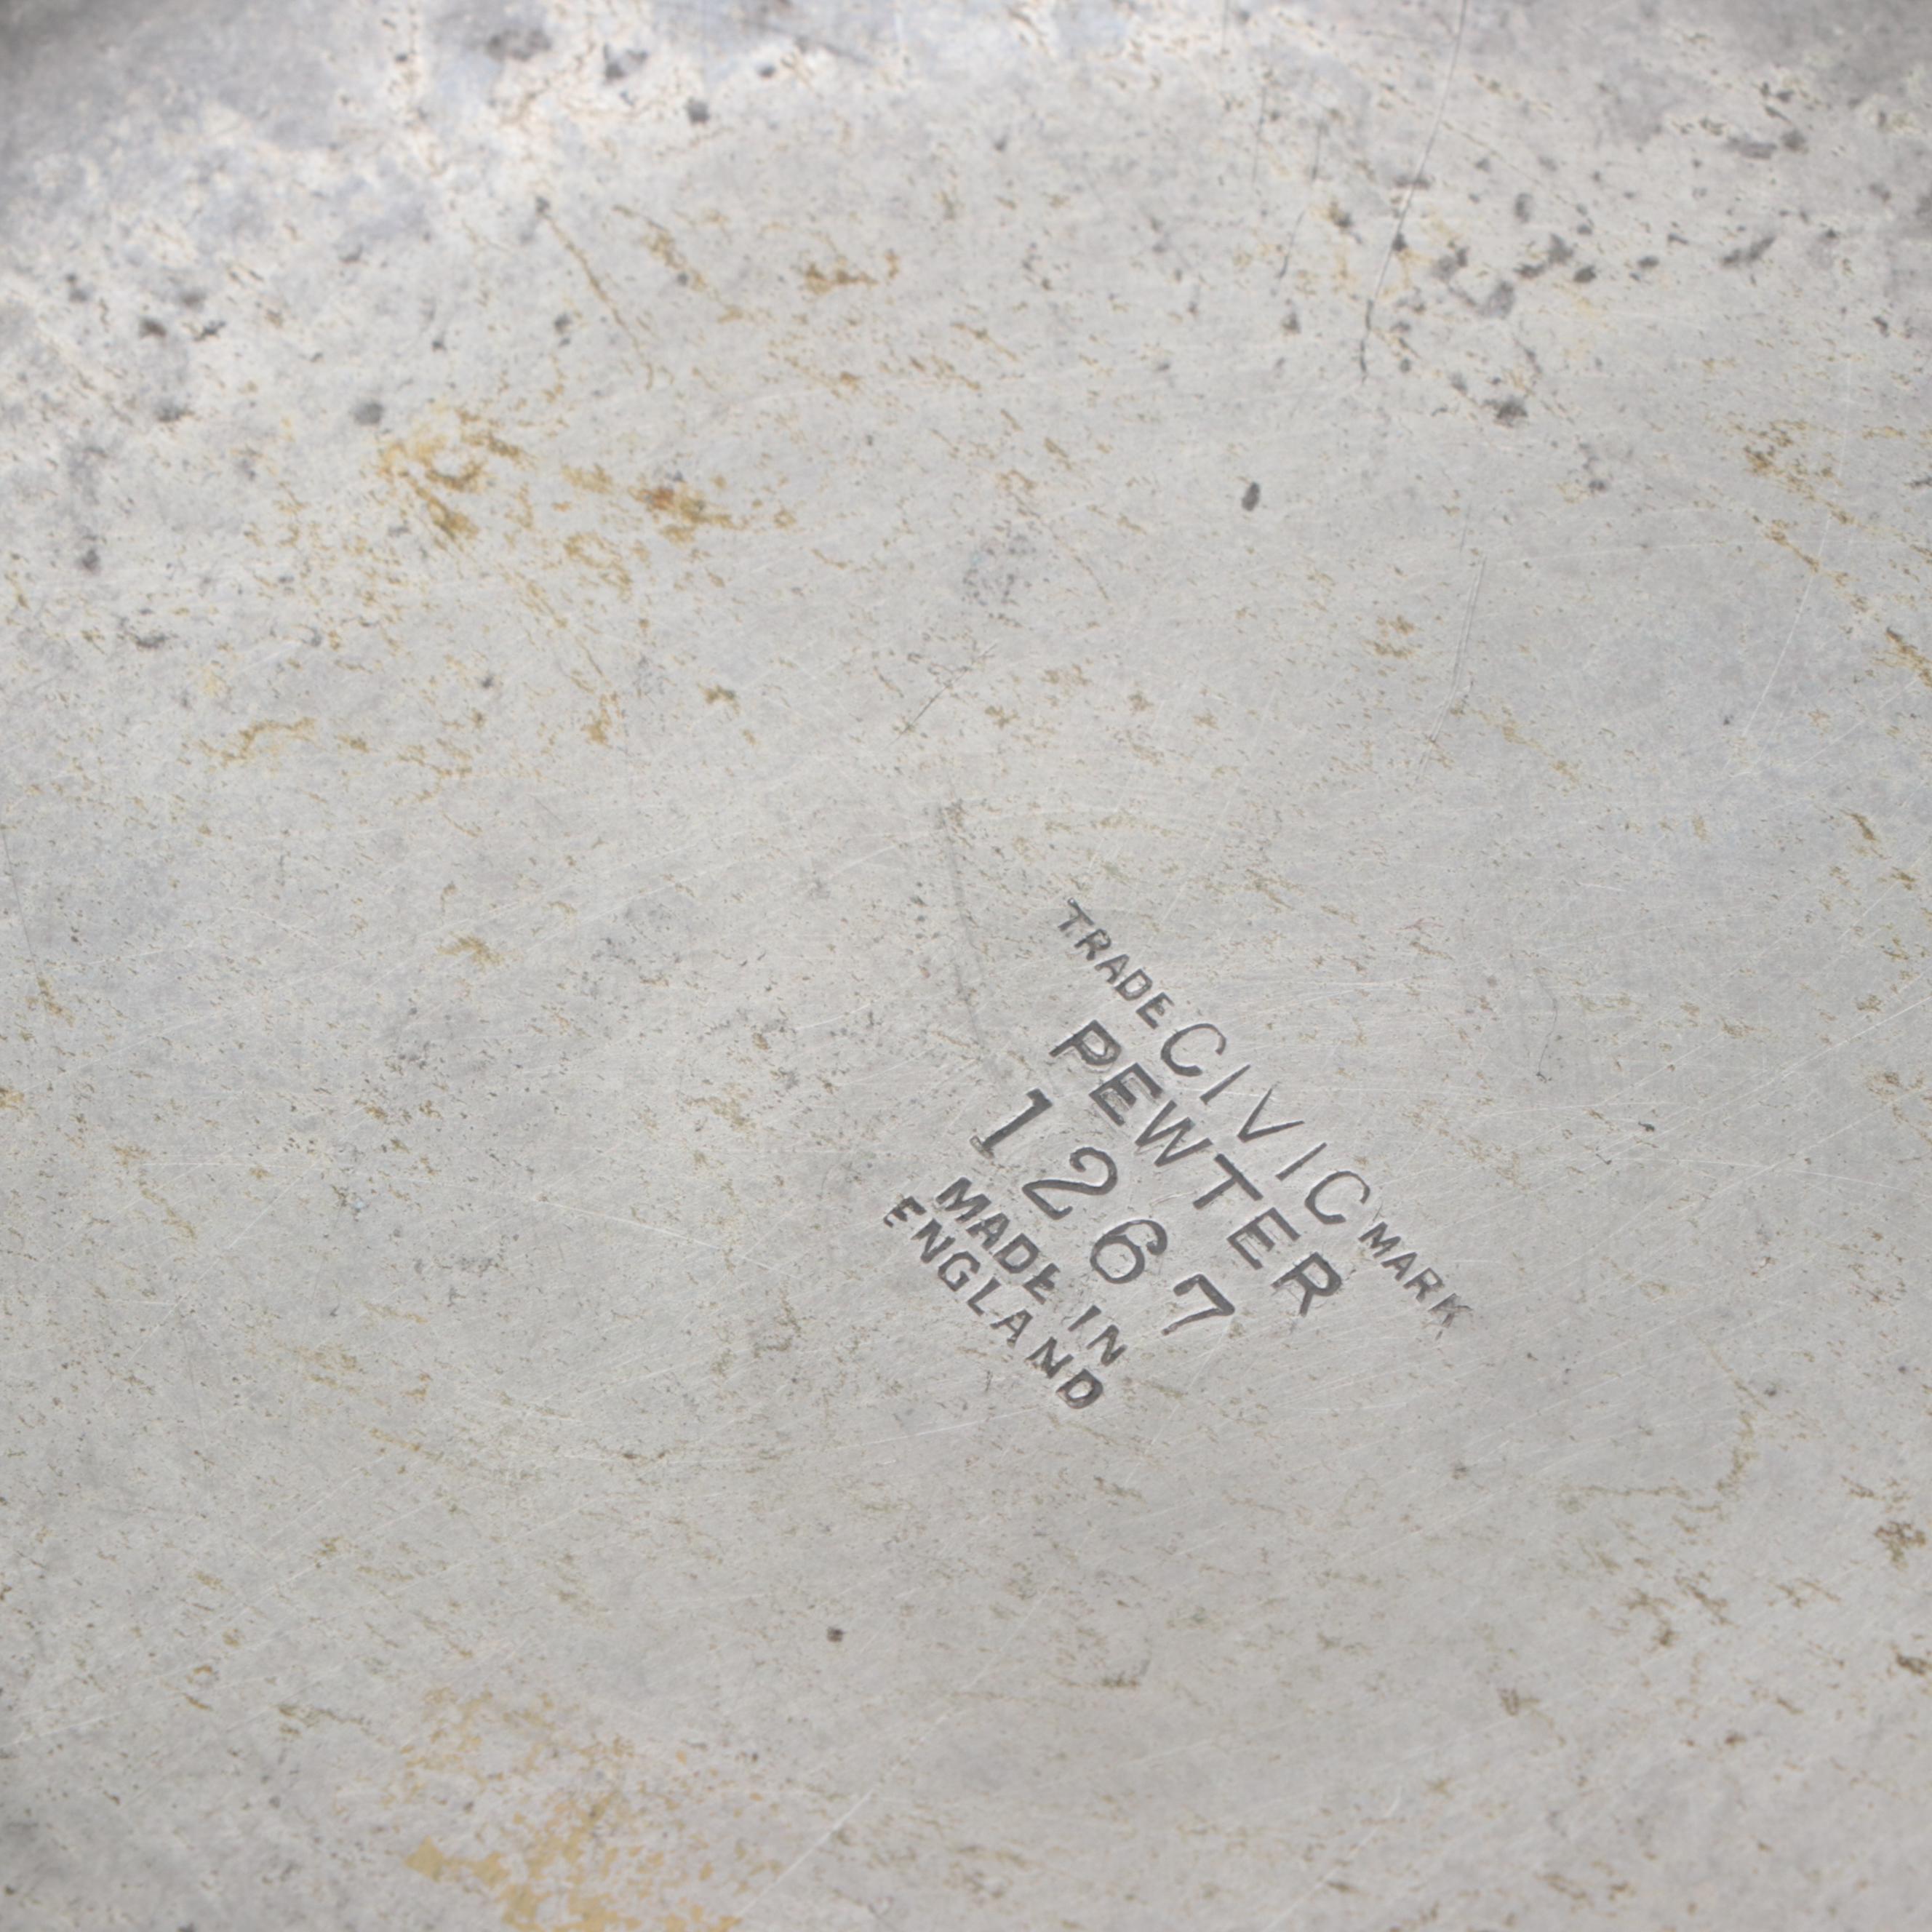 TRADE CIVIC MARK
PEWTER
1267
MADE IN
ENGLAND